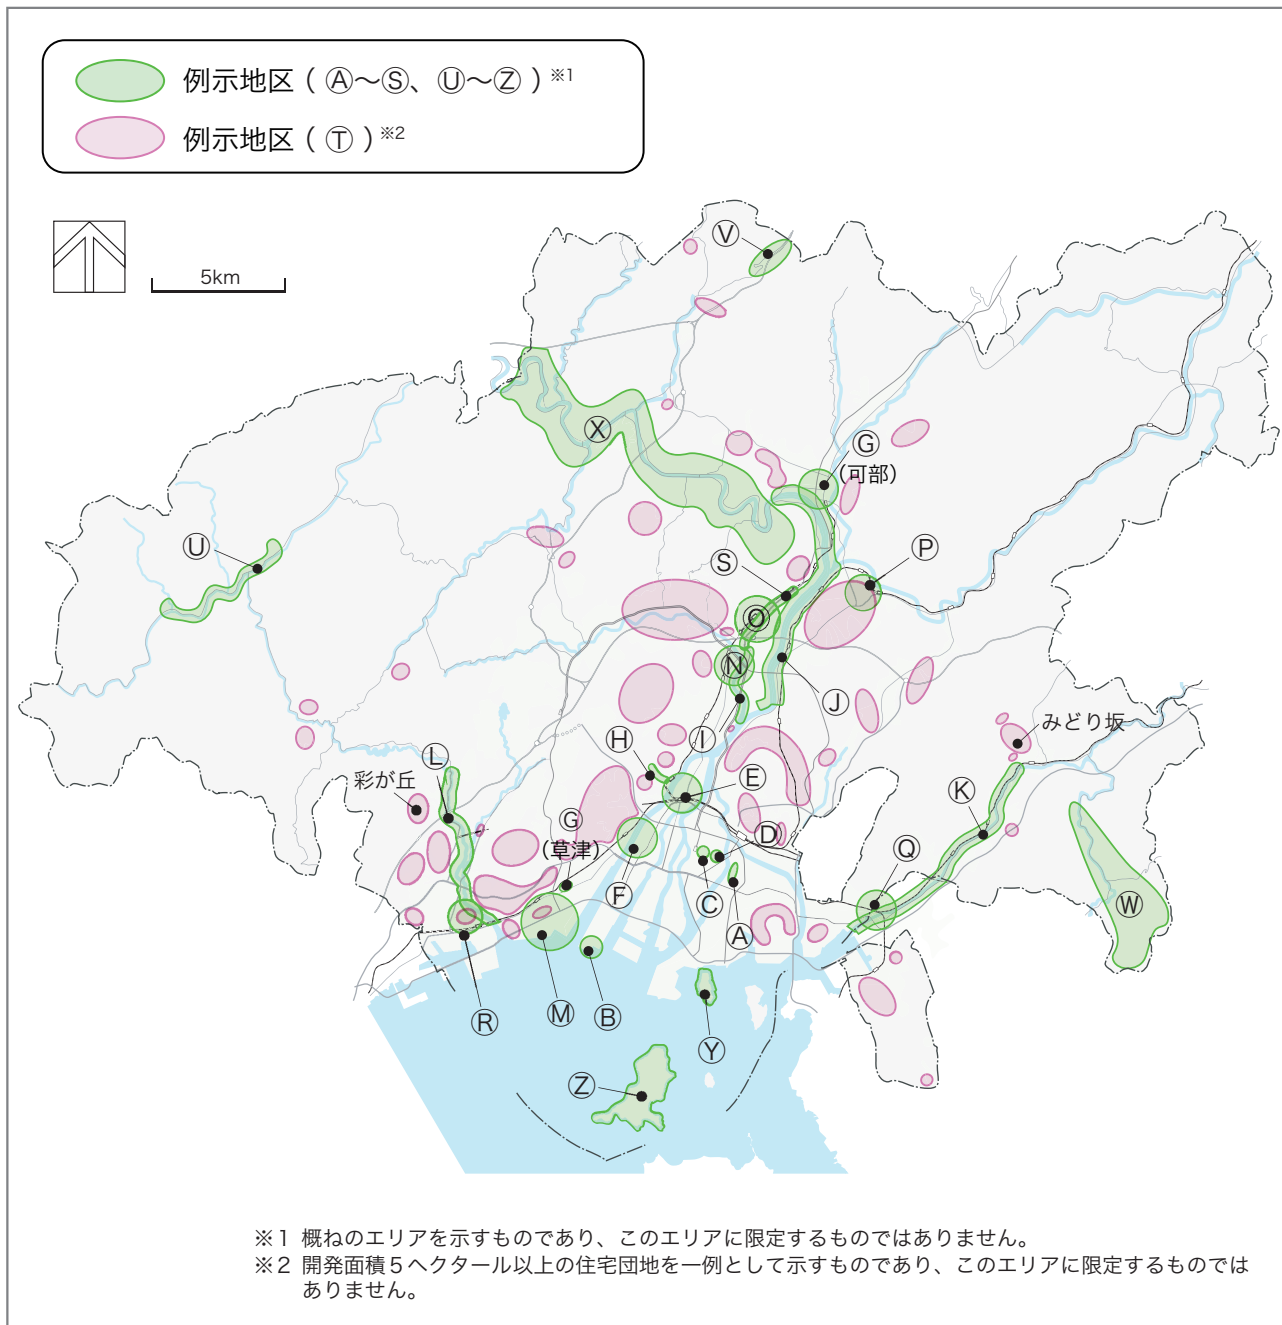 例示地区（Ⓐ～Ⓢ、Ⓤ～Ⓩ）※1
例示地区（Ⓣ）※2
5km
Ⓥ
Ⓧ
Ⓖ
（可部）
Ⓤ
Ⓢ
Ⓟ
Ⓞ
Ⓝ
Ⓙ
Ⓘ
みどり坂
Ⓗ
Ⓛ
彩が丘
Ⓔ
Ⓚ
Ⓖ
（草津）
Ⓓ
Ⓠ
Ⓕ
Ⓒ
Ⓐ
Ⓦ
Ⓡ
Ⓜ
Ⓑ
Ⓨ
Ⓩ
※1 概ねのエリアを示すものであり、このエリアに限定するものではありません。
※2 開発面積5ヘクタール以上の住宅団地を一例として示すものであり、このエリアに限定するものでは
ありません。